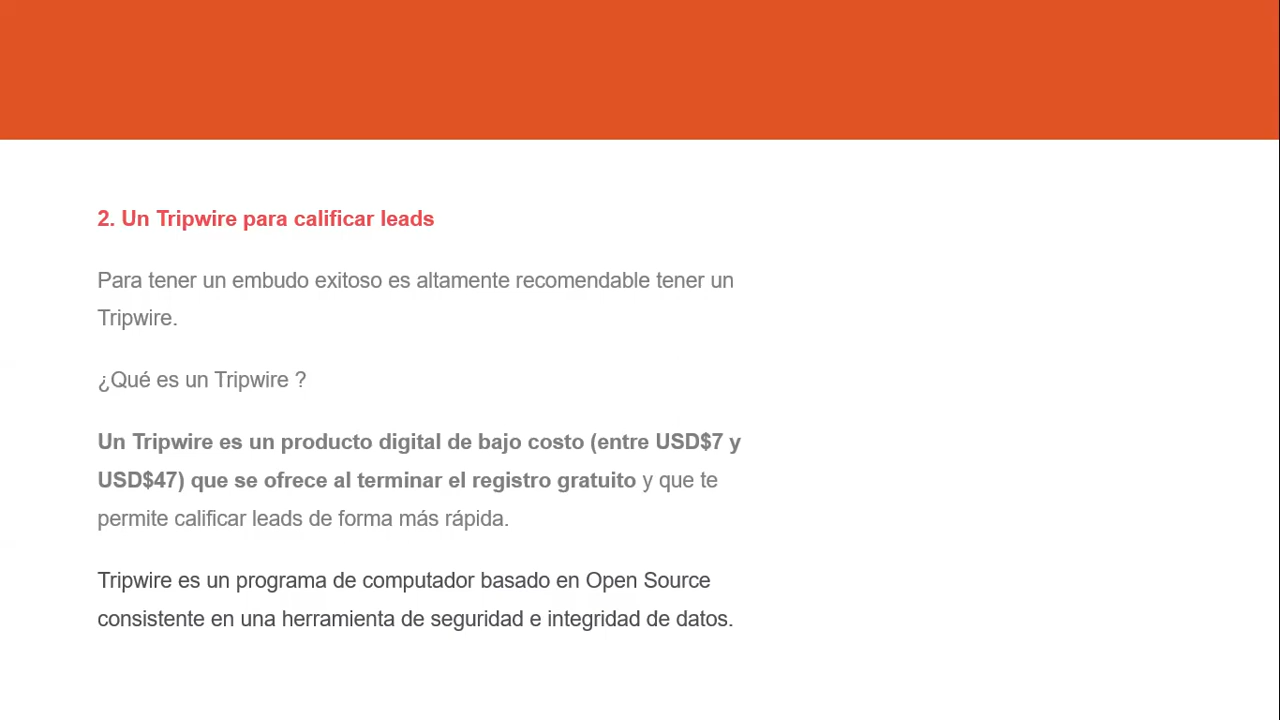 2. Un Tripwire para calificar leads
Para tener un embudo exitoso es altamente recomendable tener un
Tripwire.
¿Qué es un Tripwire ?
Un Tripwire es un producto digital de bajo costo (entre USD$7 y
USD$47) que se ofrece al terminar el registro gratuito y que te
permite calificar leads de forma más rápida.
Tripwire es un programa de computador basado en Open Source
consistente en una herramienta de seguridad e integridad de datos.